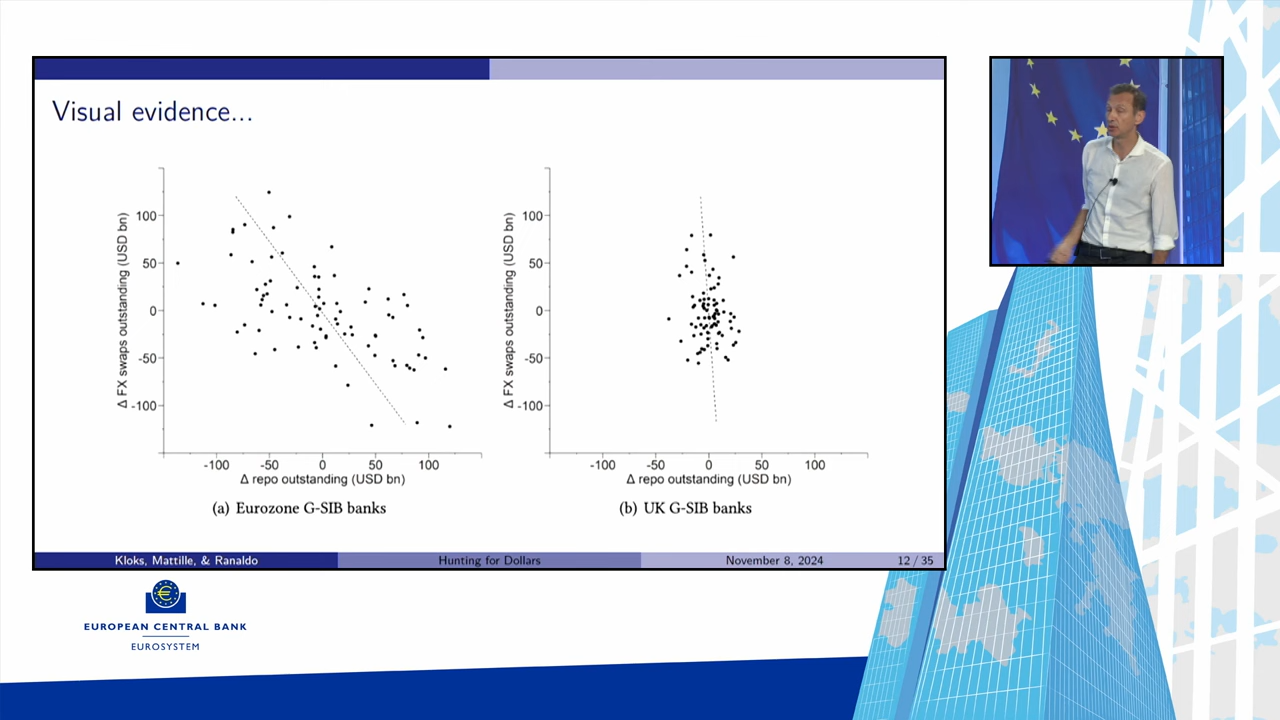 Visual evidence...
Δ FX swaps outstanding (USD bn)
100
50
0
-50
-100
-100 -50 0 50 100
Δ repo outstanding (USD bn)
(a) Eurozone G-SIB banks
Δ FX swaps outstanding (USD bn)
100
50
0
-50
-100
-100 -50 0 50 100
Δ repo outstanding (USD bn)
(b) UK G-SIB banks
Kloks, Mattille, & Ranaldo Hunting for Dollars November 8, 2024 12 / 35
€
EUROPEAN CENTRAL BANK
EUROSYSTEM